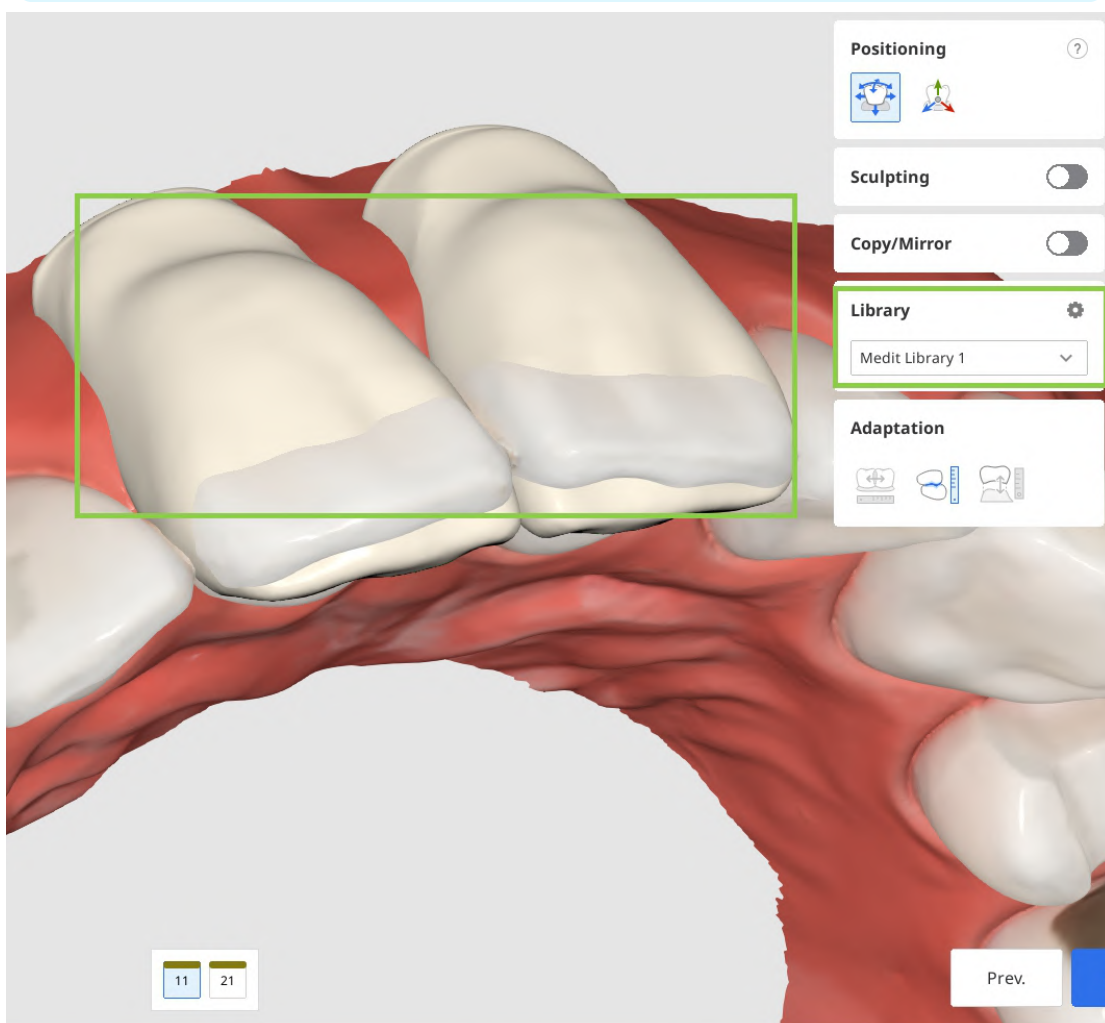 Positioning
?
Sculpting
Copy/Mirror
Library
Medit Library 1
Adaptation
11
21
Prev.